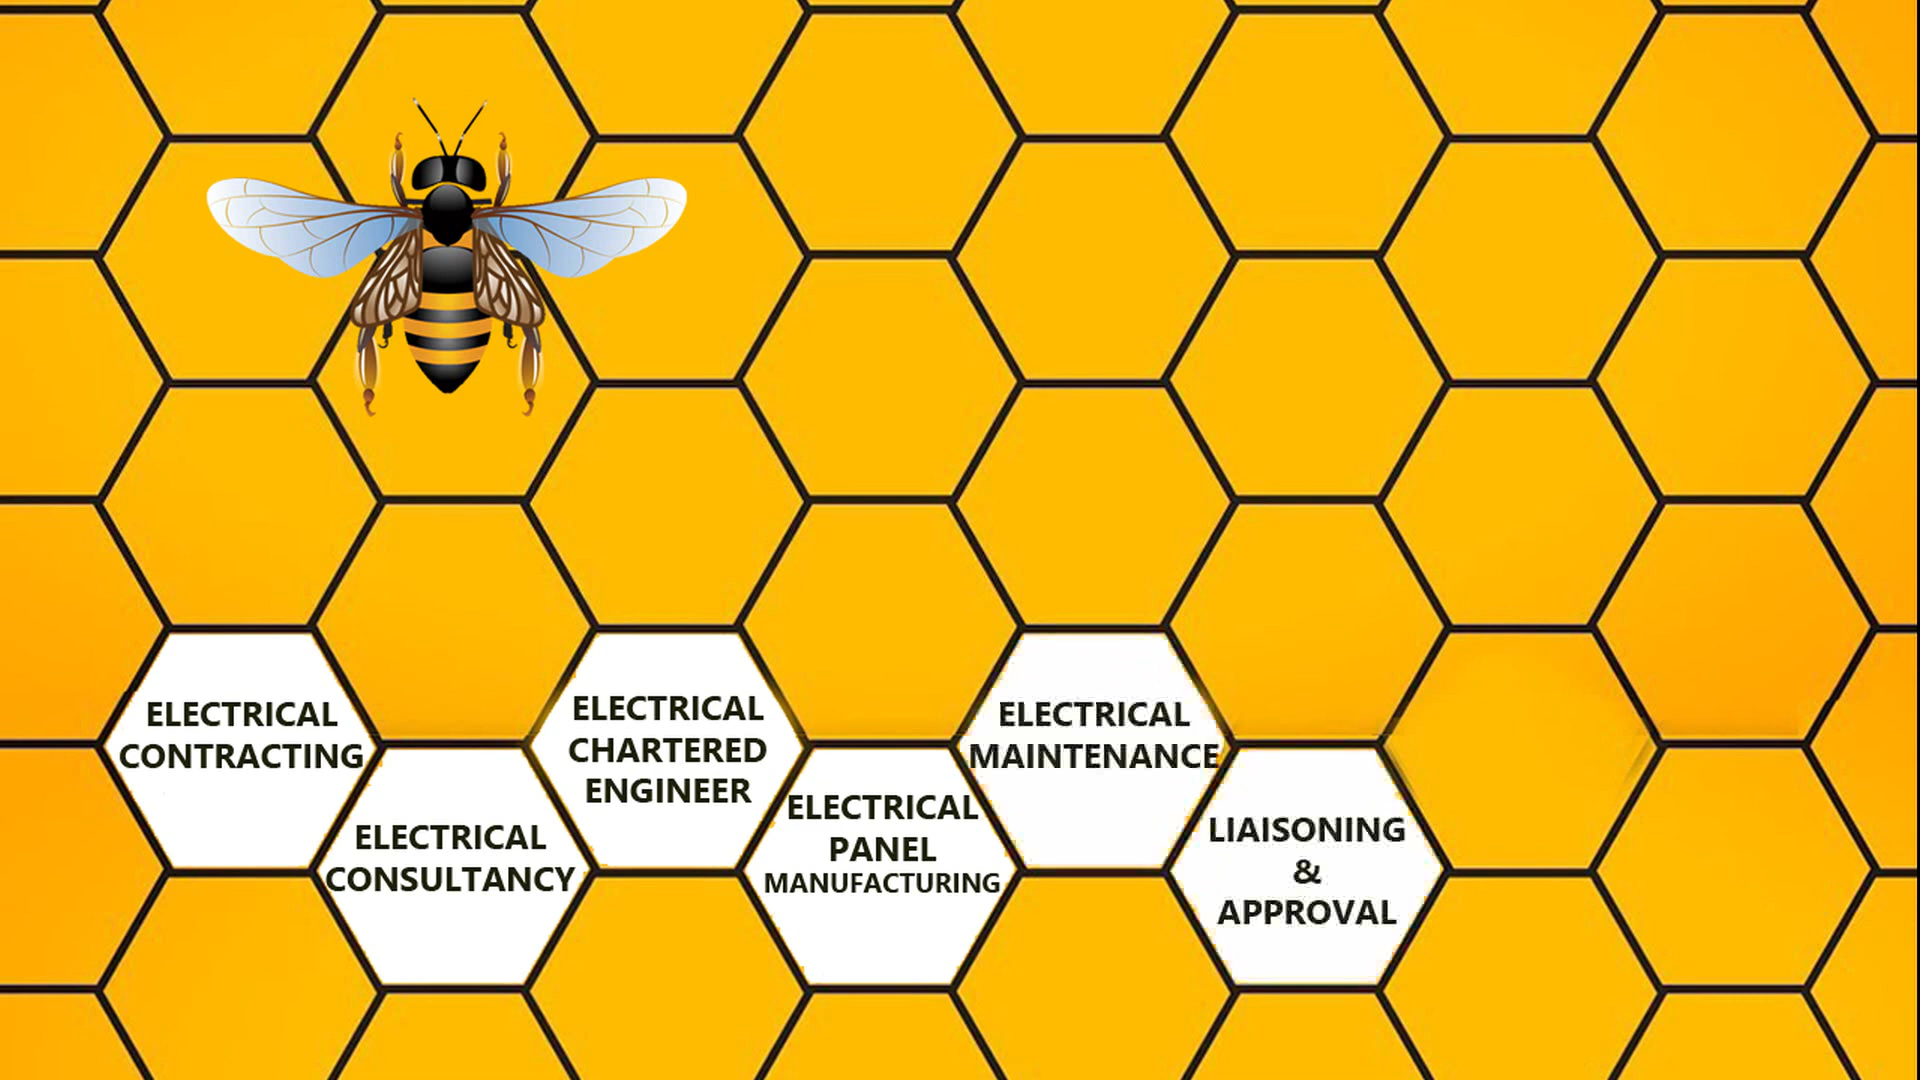 ELECTRICAL
CONTRACTING
ELECTRICAL
CONSULTANCY
ELECTRICAL
CHARTERED
ENGINEER
ELECTRICAL
PANEL
MANUFACTURING
ELECTRICAL
MAINTENANCE
LIAISONING
&
APPROVAL